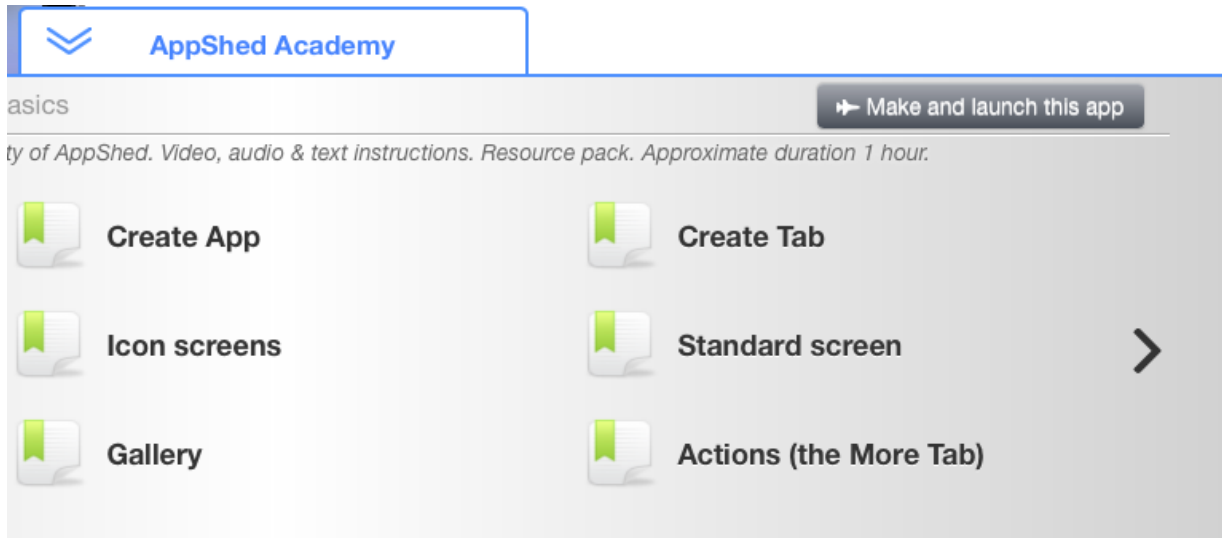 AppShed Academy
asics
Make and launch this app
ty of AppShed. Video, audio & text instructions. Resource pack. Approximate duration 1 hour.
Create App
Create Tab
Icon screens
Standard screen
Gallery
Actions (the More Tab)